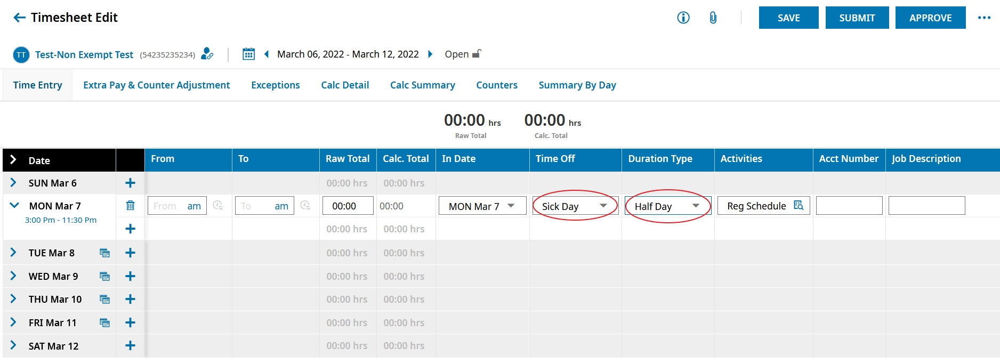 Timesheet Edit
SAVE SUBMIT APPROVE
TT Test-Non Exempt Test (54235235234) March 06, 2022 - March 12, 2022 Open
Time Entry Extra Pay & Counter Adjustment Exceptions Calc Detail Calc Summary Counters Summary By Day
00:00 hrs 00:00 hrs
Raw Total Calc. Total
Date From To Raw Total Calc. Total In Date Time Off Duration Type Activities Acct Number Job Description
SUN Mar 6 00:00 hrs 00:00 hrs
MON Mar 7 From am To am 00:00 00:00 MON Mar 7 Sick Day Half Day Reg Schedule
3:00 Pm - 11:30 Pm
00:00 hrs 00:00 hrs
TUE Mar 8 00:00 hrs 00:00 hrs
WED Mar 9 00:00 hrs 00:00 hrs
THU Mar 10 00:00 hrs 00:00 hrs
FRI Mar 11 00:00 hrs 00:00 hrs
SAT Mar 12 00:00 hrs 00:00 hrs